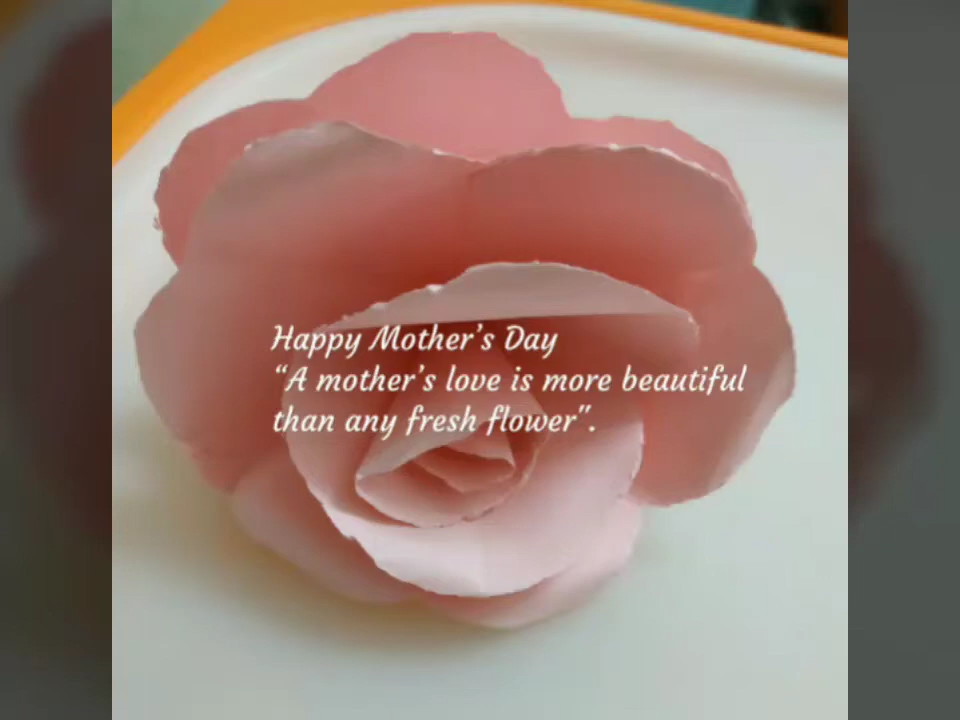 Happy Mother's Day
“A mother's love is more beautiful
than any fresh flower".